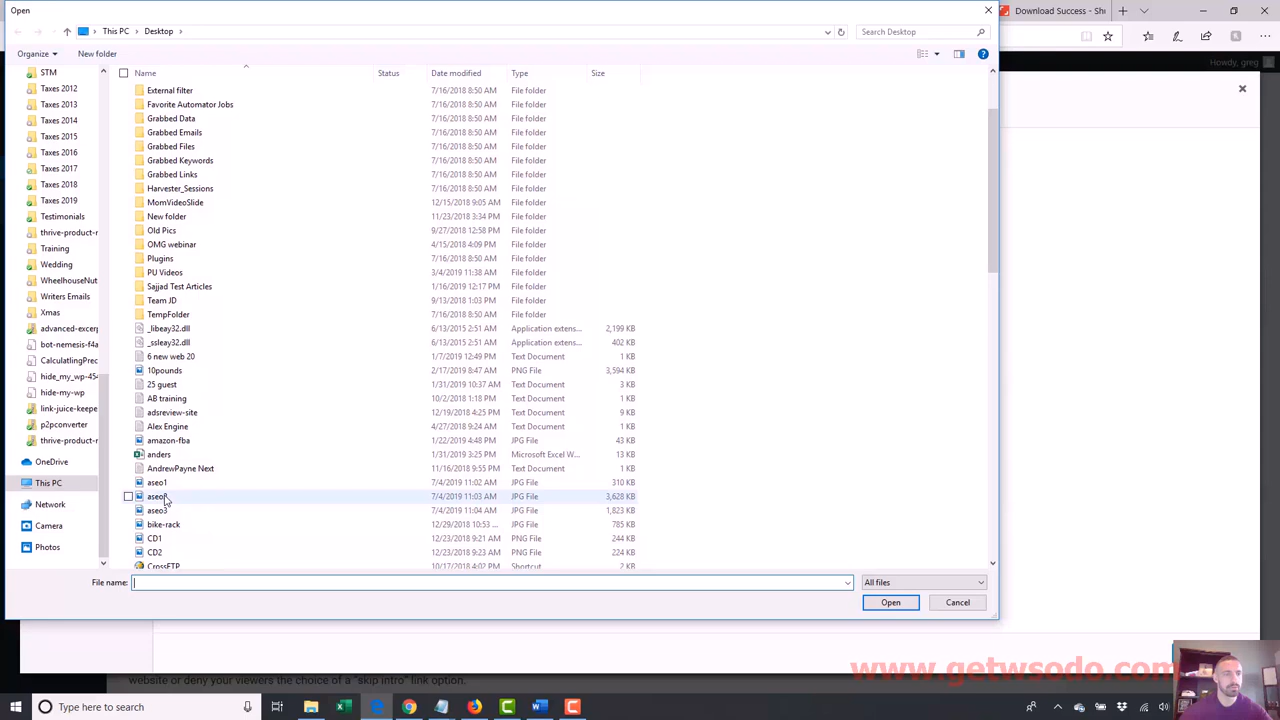 Open
Download Success - Shu
This PC > Desktop >
Search Desktop
Organize
New folder
Howdy, greg
Name Status Date modified Type Size
STM
Taxes 2012
Taxes 2013
Taxes 2014
Taxes 2015
Taxes 2016
Taxes 2017
Taxes 2018
Taxes 2019
Testimonials
thrive-product-r
Training
Wedding
WheelhouseNut
Writers Emails
Xmas
advanced-excerp
bot-nemesis-f4a
CalculatlingPrec
hide_my_wp-454
hide-my-wp
link-juice-keepe
p2pconverter
thrive-product-r
OneDrive
This PC
Network
Camera
Photos
External filter 7/16/2018 8:50 AM File folder
Favorite Automator Jobs 7/16/2018 8:50 AM File folder
Grabbed Data 7/16/2018 8:50 AM File folder
Grabbed Emails 7/16/2018 8:50 AM File folder
Grabbed Files 7/16/2018 8:50 AM File folder
Grabbed Keywords 7/16/2018 8:50 AM File folder
Grabbed Links 7/16/2018 8:50 AM File folder
Harvester_Sessions 7/16/2018 8:50 AM File folder
MomVideoSlide 12/15/2018 9:05 AM File folder
New folder 11/23/2018 3:34 PM File folder
Old Pics 9/27/2018 12:58 PM File folder
OMG webinar 4/15/2018 4:09 PM File folder
Plugins 7/16/2018 8:50 AM File folder
PU Videos 3/4/2019 11:38 AM File folder
Sajjad Test Articles 1/16/2019 12:17 PM File folder
Team JD 9/13/2018 1:03 PM File folder
TempFolder 7/16/2018 8:50 AM File folder
_libeay32.dll 6/13/2015 2:51 AM Application extens... 2,199 KB
_ssleay32.dll 6/13/2015 2:51 AM Application extens... 402 KB
6 new web 20 1/7/2019 12:49 PM Text Document 1 KB
10pounds 2/17/2019 8:47 AM PNG File 3,594 KB
25 guest 1/31/2019 10:37 AM Text Document 3 KB
AB training 10/2/2018 1:18 PM Text Document 1 KB
adsreview-site 12/19/2018 4:25 PM Text Document 9 KB
Alex Engine 4/27/2018 9:24 AM Text Document 1 KB
amazon-fba 1/22/2019 4:48 PM JPG File 43 KB
anders 1/31/2019 3:25 PM Microsoft Excel W... 13 KB
AndrewPayne Next 11/16/2018 9:55 PM Text Document 1 KB
aseo1 7/4/2019 11:02 AM JPG File 310 KB
aseo2 7/4/2019 11:03 AM JPG File 3,628 KB
aseo3 7/4/2019 11:04 AM JPG File 1,823 KB
bike-rack 12/29/2018 10:53 ... JPG File 785 KB
CD1 12/23/2018 9:21 AM PNG File 244 KB
CD2 12/23/2018 9:23 AM PNG File 224 KB
CrossFTP 10/17/2018 4:02 PM Shortcut 2 KB
File name:
All files
Open
Cancel
www.getwsodo.com
website or deny your viewers the choice of a "skip intro" link option.
Type here to search